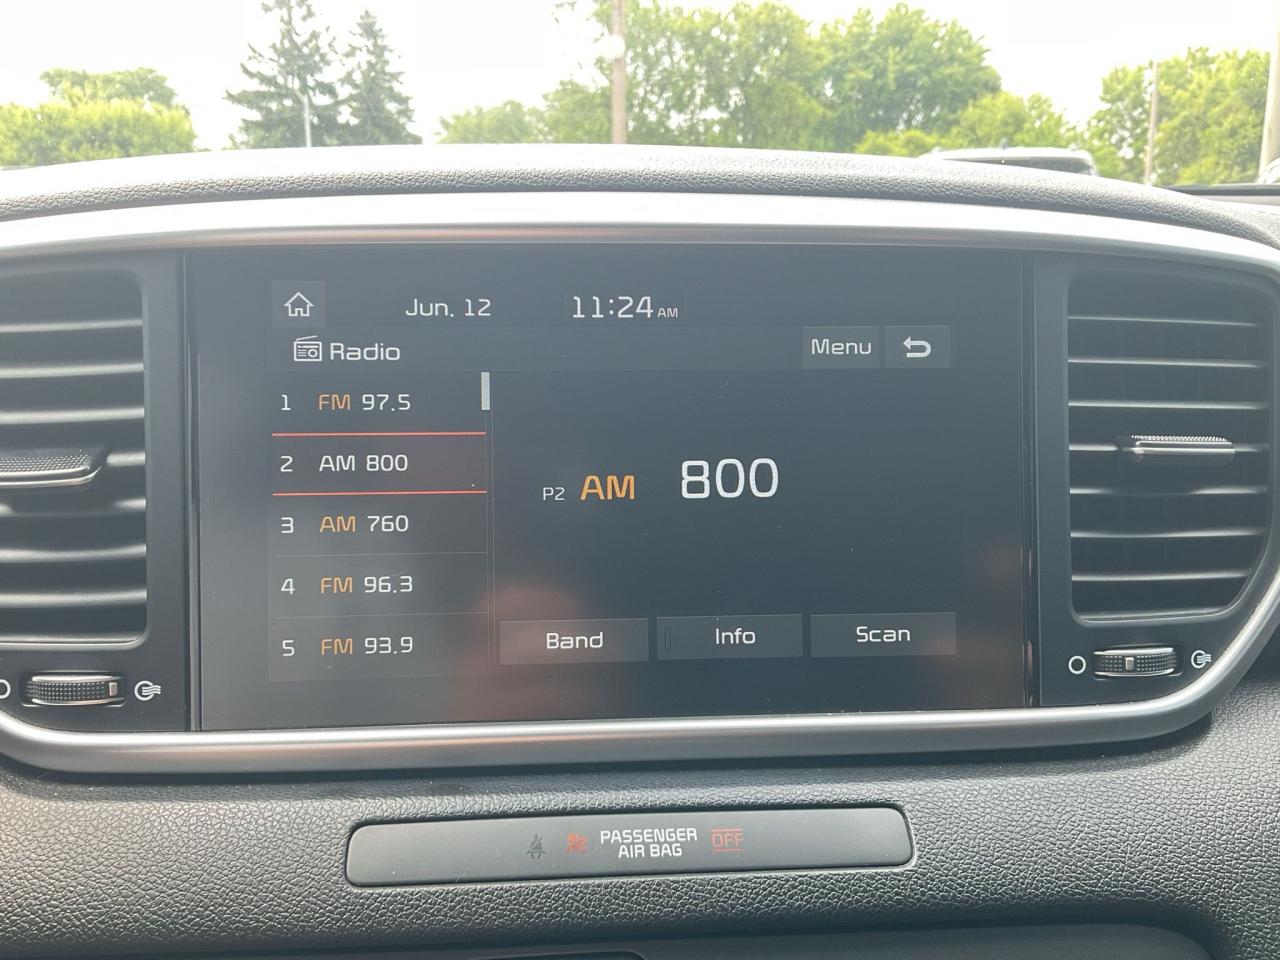 Jun. 12 11:24 AM
Radio Menu
1 FM 97.5
2 AM 800
3 AM 760
4 FM 96.3
5 FM 93.9
P2 AM 800
Band Info Scan
PASSENGER
AIR BAG OFF